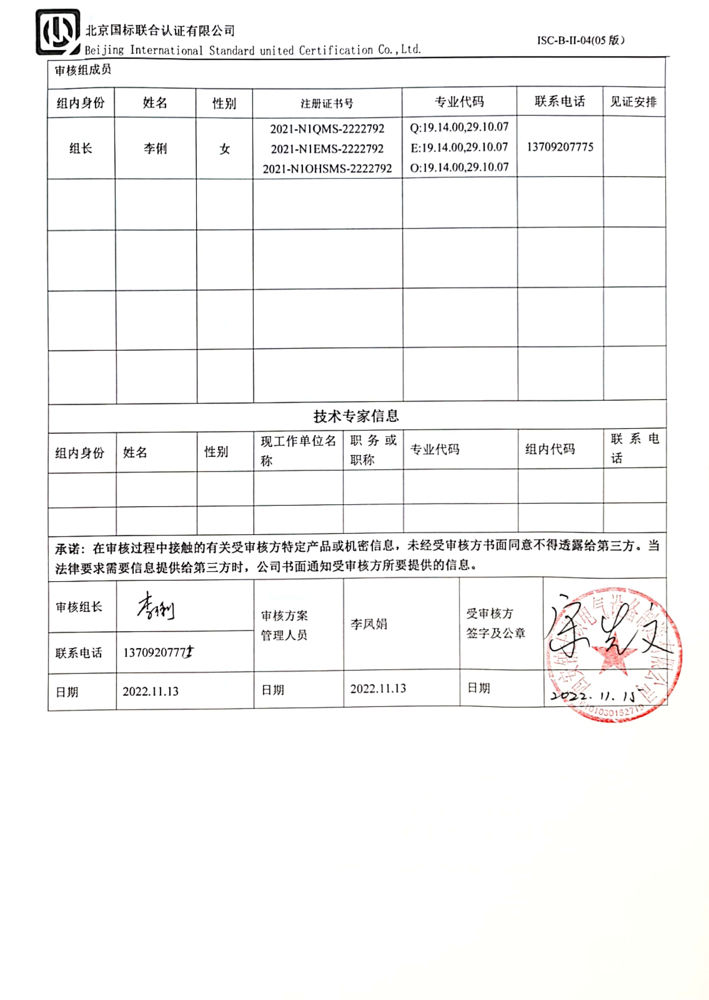 北京国标联合认证有限公司
Beijing International Standard united Certification Co.,Ltd.
ISC-B-II-04(05 版)
审核组成员
组内身份 姓名 性别 注册证书号 专业代码 联系电话 见证安排
组长 李俐 女 2021-N1QMS-2222792 Q:19.14.00,29.10.07 13709207775
2021-N1EMS-2222792 E:19.14.00,29.10.07
2021-N1OHSMS-2222792 O:19.14.00,29.10.07
技术专家信息
组内身份 姓名 性别 现工作单位名称 职务或职称 专业代码 组内代码 联系电话
承诺：在审核过程中接触的有关受审核方特定产品或机密信息，未经受审核方书面同意不得透露给第三方。当
法律要求需要信息提供给第三方时，公司书面通知受审核方所要提供的信息。
审核组长 李俐 审核方案管理人员 李凤娟 受审核方签字及公章
联系电话 1370920777
日期 2022.11.13 日期 2022.11.13 日期 2022.11.15
电气设备制造有限公司
6101030152719